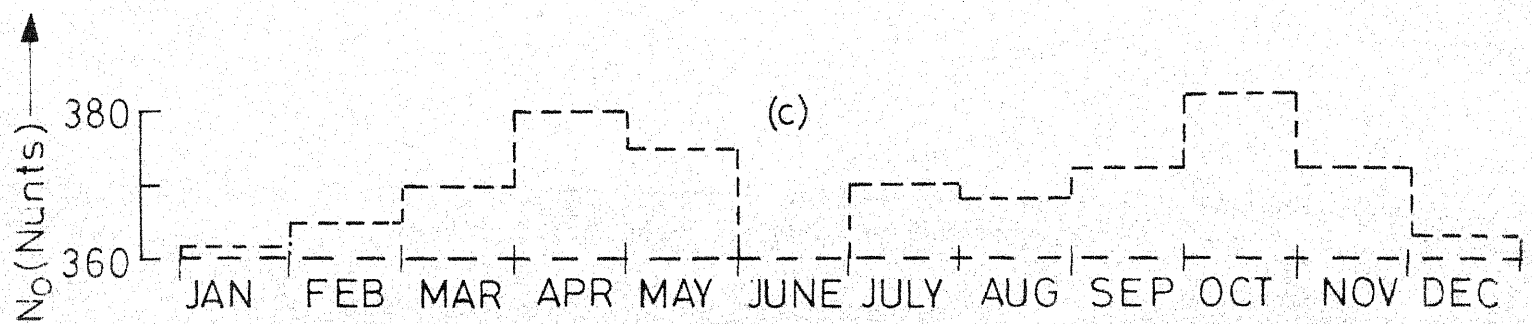 (c)
380
360
N₀(Nunts)
JAN FEB MAR APR MAY JUNE JULY AUG SEP OCT NOV DEC